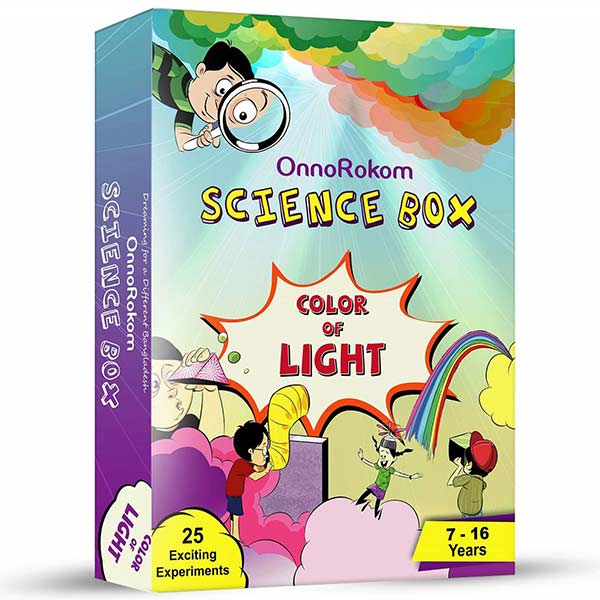 OnnoRokom
SCIENCE BOX
COLOR
OF
LIGHT
25
Exciting
Experiments
7 - 16
Years
Dreaming for a Different Bangladesh
OnnoRokom
SCIENCE BOX
COLOR
OF
LIGHT